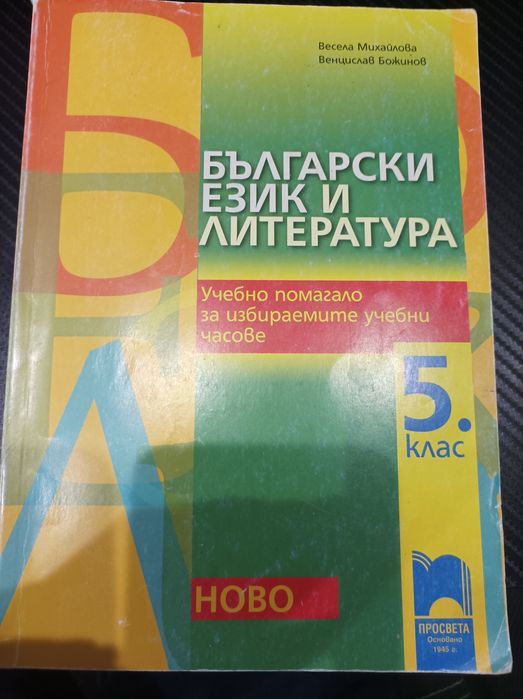 Весела Михайлова
Венцислав Божинов
БЪЛГАРСКИ
ЕЗИК И
ЛИТЕРАТУРА
Учебно помагало
за избираемите учебни
часове
5.
клас
НОВО
ПРОСВЕТА
Основано
1945 г.